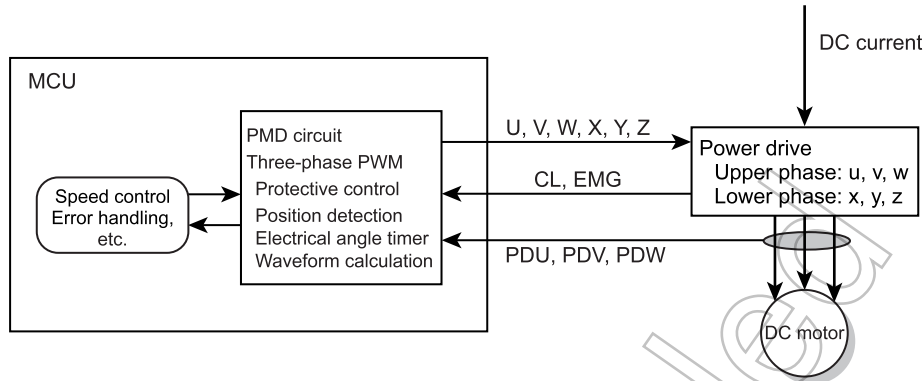 DC current
MCU
PMD circuit
Three-phase PWM
Protective control
Position detection
Electrical angle timer
Waveform calculation
Speed control
Error handling,
etc.
U, V, W, X, Y, Z
CL, EMG
PDU, PDV, PDW
Power drive
Upper phase: u, v, w
Lower phase: x, y, z
DC motor